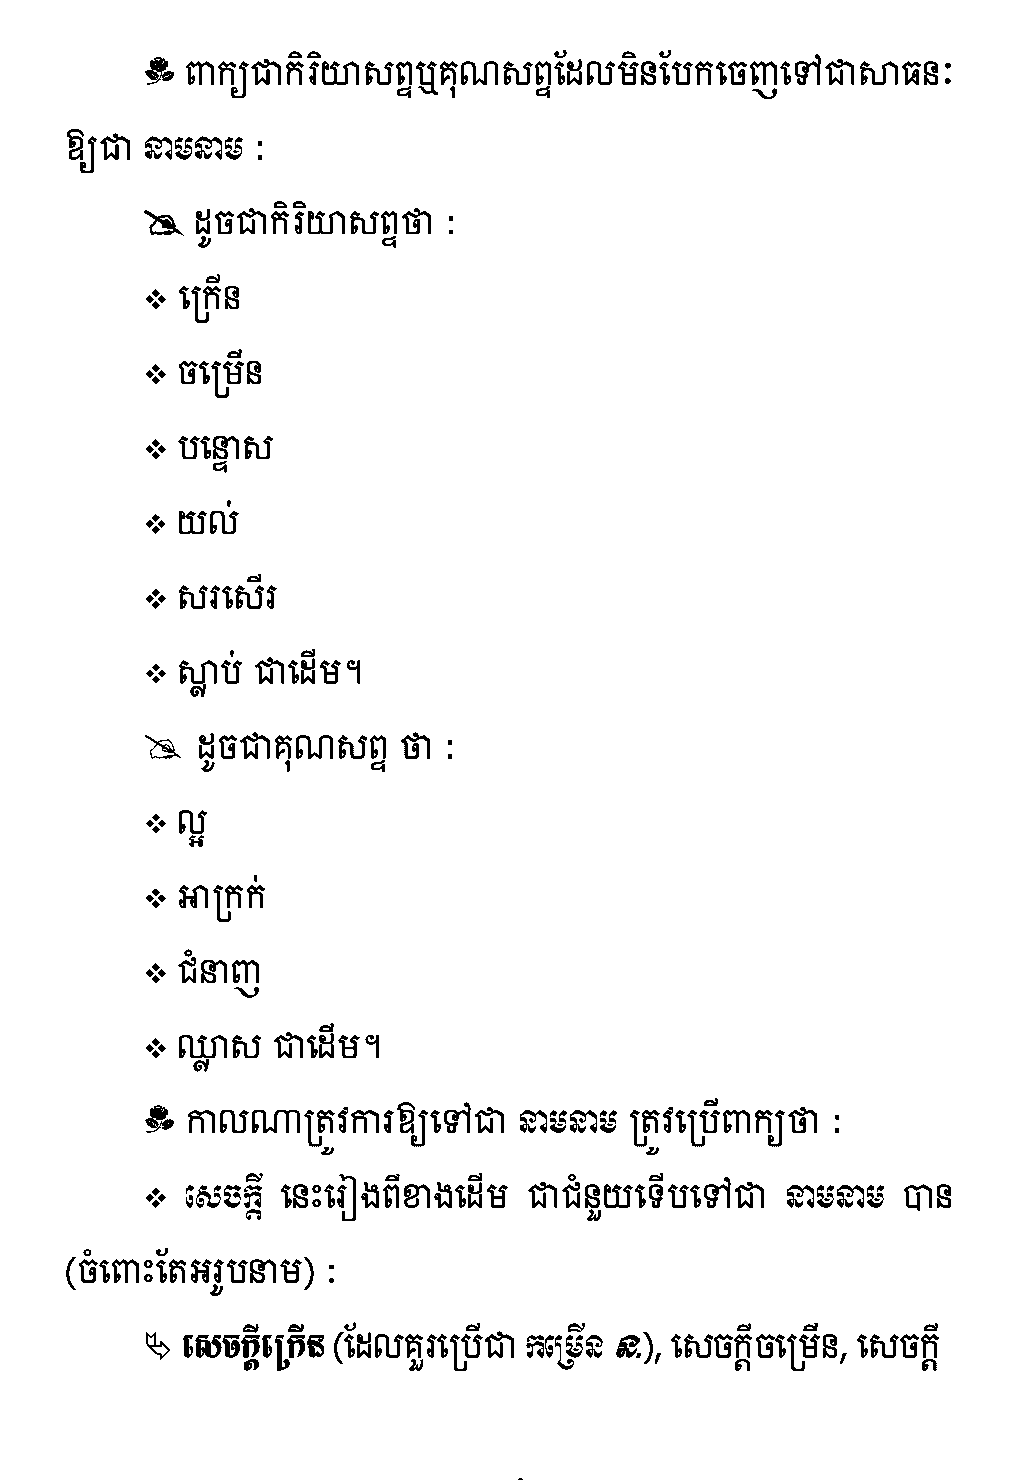 ពាក្យជាកិរិយាសព្ទឬគុណសព្ទដែលមិនបែកចេញទៅជាសាធនៈ
ឱ្យជា នាមនាម :
ដូចជាកិរិយាសព្ទថា :
❖ ក្រើន
❖ ចម្រើន
❖ បន្ទោស
❖ យល់
❖ សរសើរ
❖ ស្លាប់ ជាដើម។
ដូចជាគុណសព្ទ ថា :
❖ ល្អ
❖ អាក្រក់
❖ ជំនាញ
❖ ឈ្លាស ជាដើម។
កាលណាត្រូវការឱ្យទៅជា នាមនាម ត្រូវប្រើពាក្យថា :
❖ សេចក្តី នេះរៀងពីខាងដើម ជាជំនួយទើបទៅជា នាមនាម បាន
(ចំពោះតែអរូបនាម) :
សេចក្តីក្រើន (ដែលគួរប្រើជា កម្រើន ន.), សេចក្តីចម្រើន, សេចក្តី